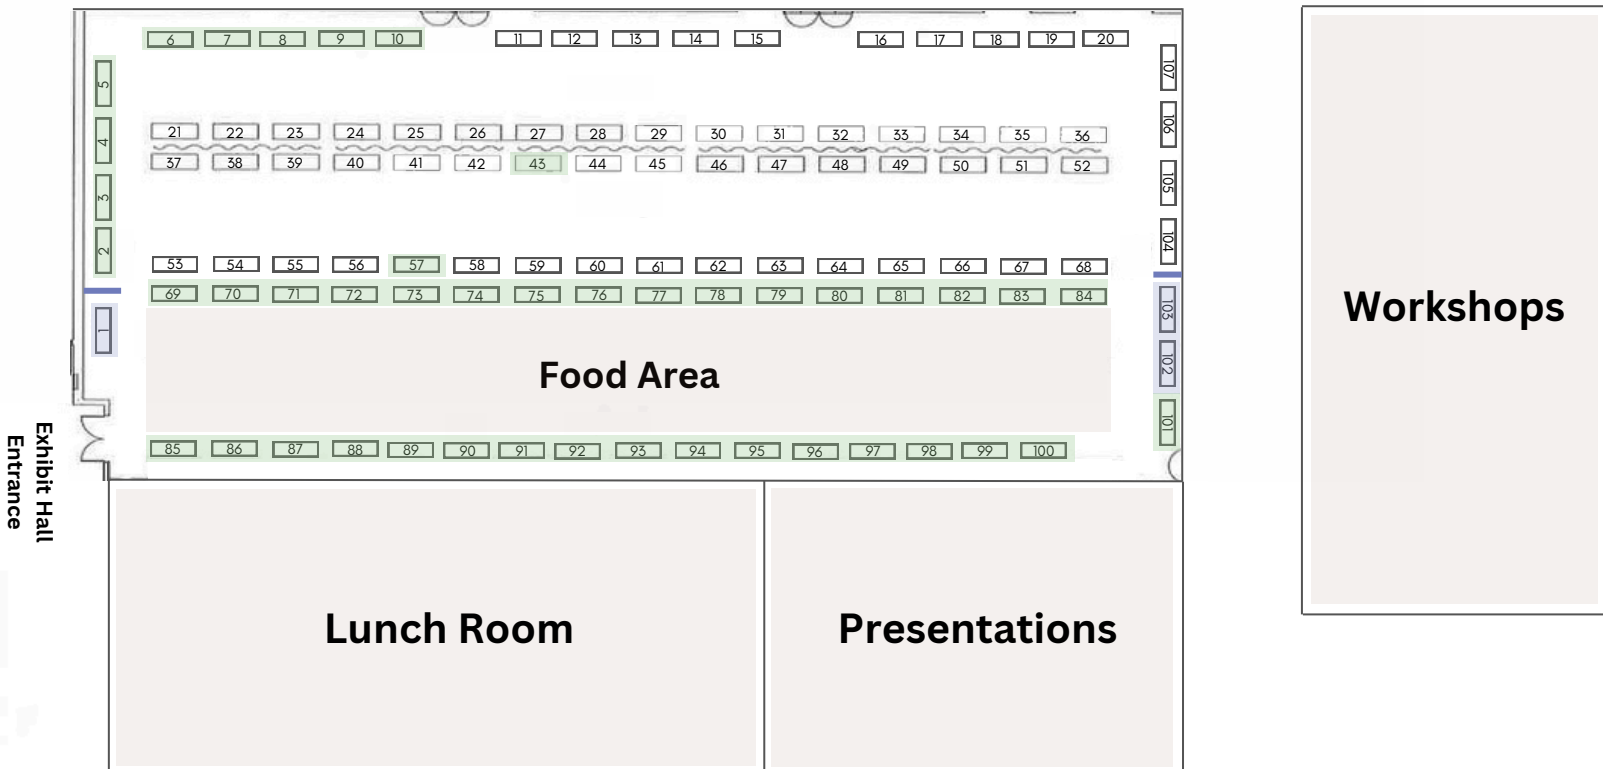 6 7 8 9 10 11 12 13 14 15 16 17 18 19 20
5
4
3
2
1
107
106
105
104
103
102
101
21 22 23 24 25 26 27 28 29 30 31 32 33 34 35 36
37 38 39 40 41 42 43 44 45 46 47 48 49 50 51 52
53 54 55 56 57 58 59 60 61 62 63 64 65 66 67 68
69 70 71 72 73 74 75 76 77 78 79 80 81 82 83 84
Food Area
85 86 87 88 89 90 91 92 93 94 95 96 97 98 99 100
Exhibit Hall
Entrance
Lunch Room
Presentations
Workshops